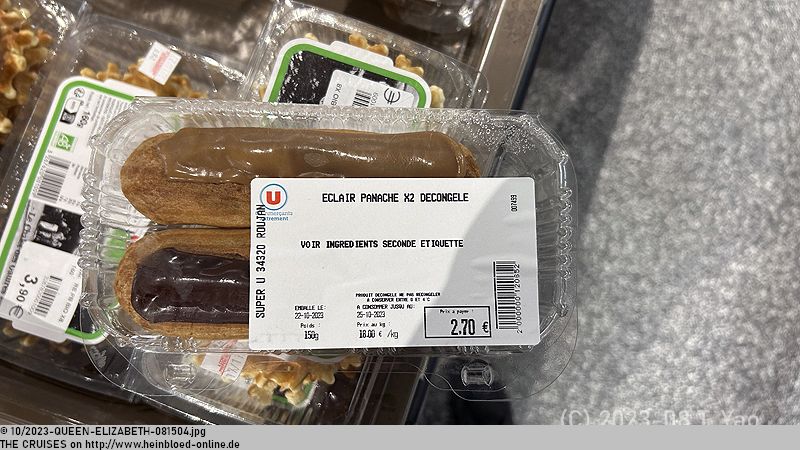 U
commerçants
autrement
ECLAIR PANACHE X2 DECONGELE
007439
VOIR INGREDIENTS SECONDE ETIQUETTE
SUPER U 34320 ROUJAN
PRODUIT DECONGELE NE PAS RECONGELER
A CONSERVER ENTRE 0 ET 4°C
EMBALLE LE:
22-10-2023
A CONSOMMER JUSQU AU:
25-10-2023
Poids :
150g
Prix au kg :
18.00 € /kg
Prix à payer :
2.70 €
3,90 €
© 10/2023-QUEEN-ELIZABETH-081504.jpg
THE CRUISES on http://www.heinbloed-online.de